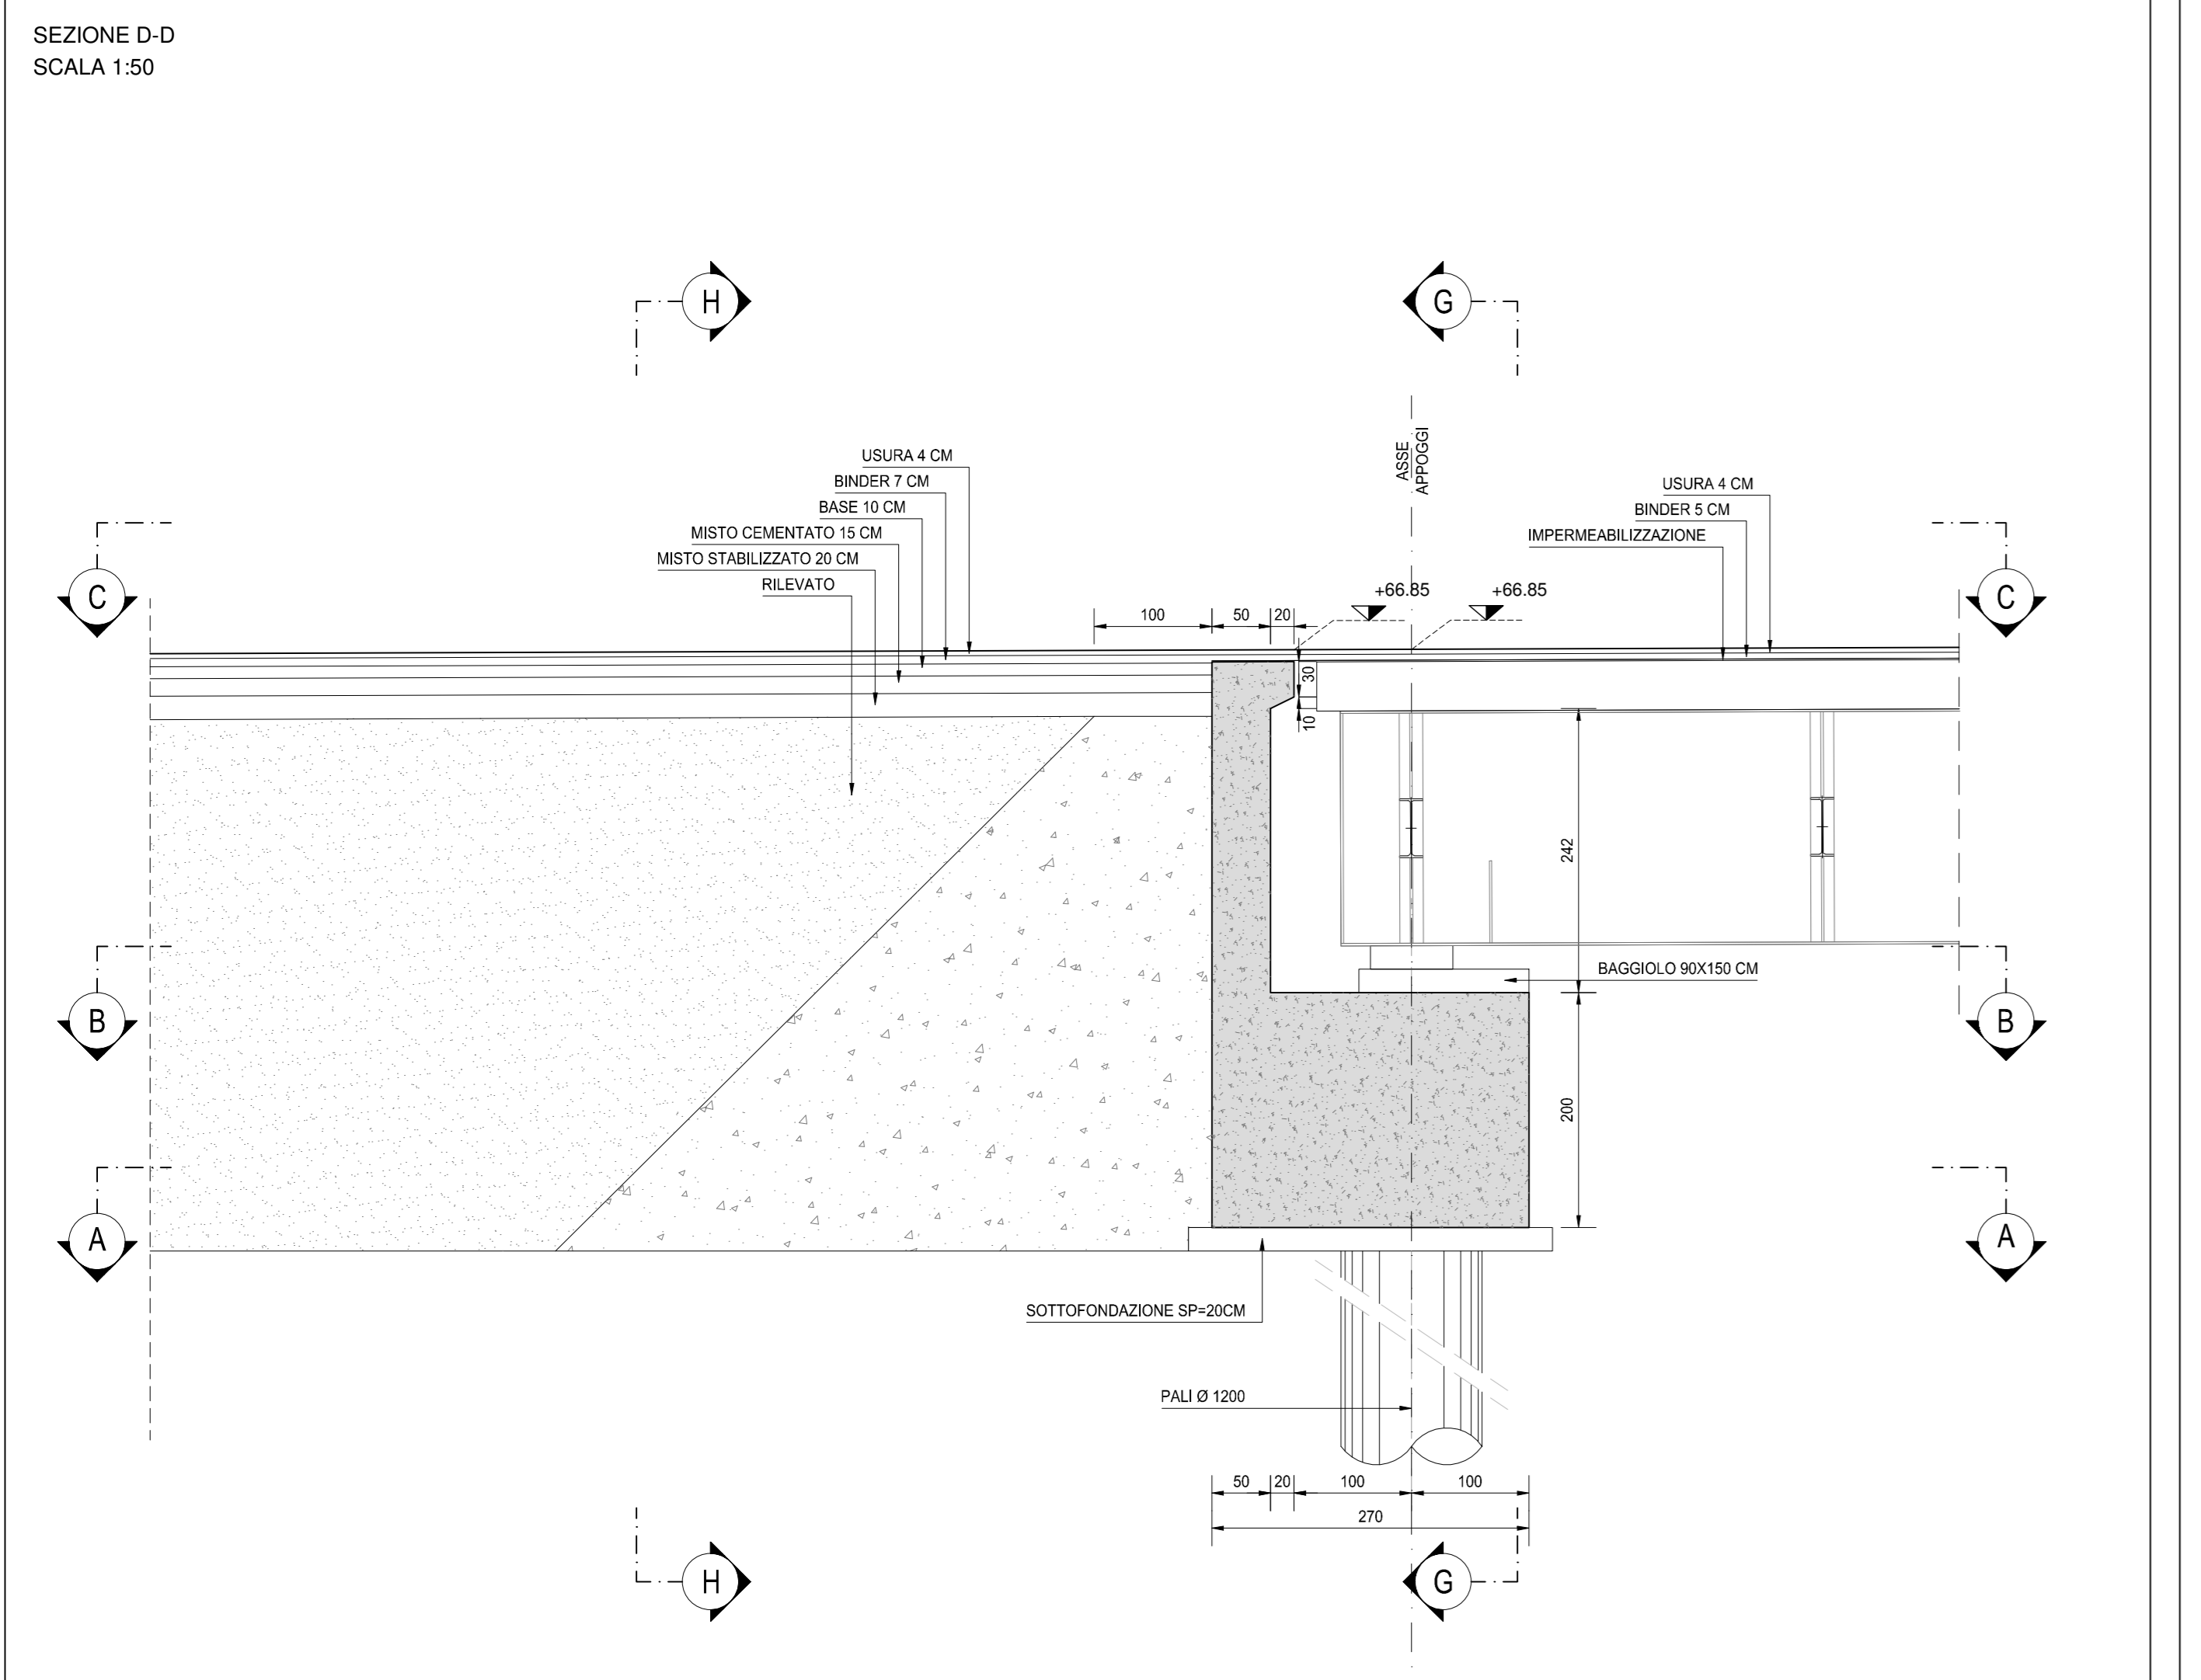 SEZIONE D-D
SCALA 1:50
H
G
USURA 4 CM
BINDER 7 CM
BASE 10 CM
MISTO CEMENTATO 15 CM
MISTO STABILIZZATO 20 CM
RILEVATO
ASSE
APPOGGI
USURA 4 CM
BINDER 5 CM
IMPERMEABILIZZAZIONE
C
C
+66.85
+66.85
100
50
20
30
10
242
BAGGIOLO 90X150 CM
B
B
200
A
A
SOTTOFONDAZIONE SP=20CM
PALI Ø 1200
50
20
100
100
270
H
G